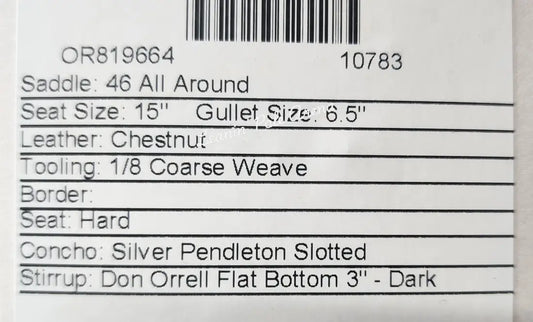 OR819664 10783
Saddle: 46 All Around
Seat Size: 15" Gullet Size: 6.5"
Leather: Chestnut
Tooling: 1/8 Coarse Weave
Border:
Seat: Hard
Concho: Silver Pendleton Slotted
Stirrup: Don Orrell Flat Bottom 3" - Dark